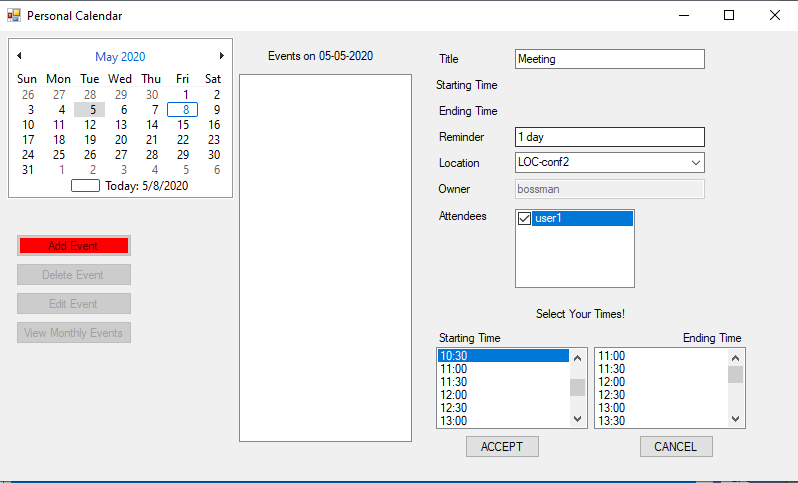 Personal Calendar
May 2020
Sun Mon Tue Wed Thu Fri Sat
26 27 28 29 30 1 2
3 4 5 6 7 8 9
10 11 12 13 14 15 16
17 18 19 20 21 22 23
24 25 26 27 28 29 30
31 1 2 3 4 5 6
Today: 5/8/2020
Add Event
Delete Event
Edit Event
View Monthly Events
Events on 05-05-2020
Title Meeting
Starting Time
Ending Time
Reminder 1 day
Location LOC-conf2
Owner bossman
Attendees user1
Select Your Times!
Starting Time Ending Time
10:30 11:00
11:00 11:30
11:30 12:00
12:00 12:30
12:30 13:00
13:00 13:30
ACCEPT CANCEL